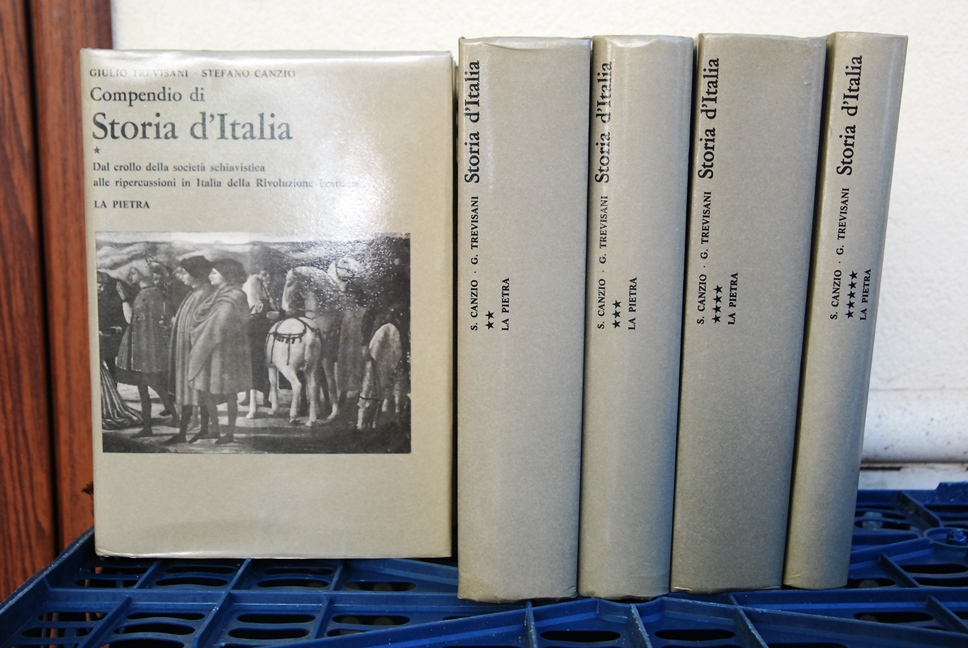 GIULIO TREVISANI · STEFANO CANZIO
Compendio di
Storia d'Italia
★
Dal crollo della società schiavistica
alle ripercussioni in Italia della Rivoluzione
LA PIETRA
S. CANZIO · G. TREVISANI Storia d'Italia
★★
LA PIETRA
S. CANZIO · G. TREVISANI Storia d'Italia
★★★
LA PIETRA
S. CANZIO · G. TREVISANI Storia d'Italia
★★★★
LA PIETRA
S. CANZIO · G. TREVISANI Storia d'Italia
★★★★★
LA PIETRA